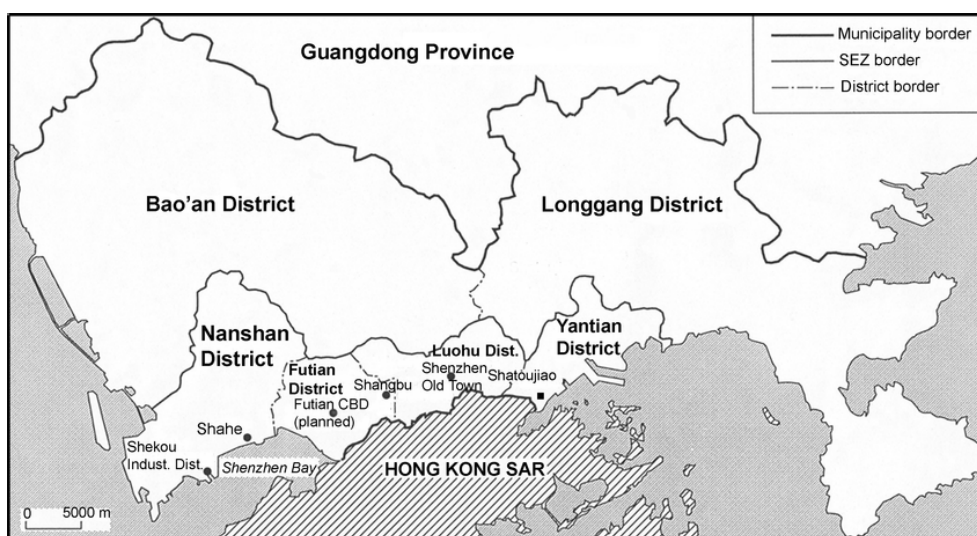 Guangdong Province
Municipality border
SEZ border
District border
Bao'an District
Longgang District
Nanshan
District
Futian
District
Futian CBD
(planned)
Shangbu
Luohu Dist.
Shenzhen
Old Town
Shatoujiao
Yantian
District
Shahe
Shekou
Indust. Dist.
Shenzhen Bay
HONG KONG SAR
0 5000 m